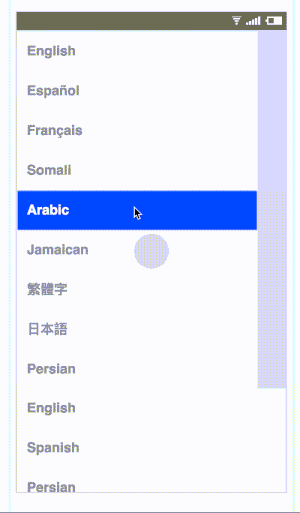 English
Español
Français
Somali
Arabic
Jamaican
繁體字
日本語
Persian
English
Spanish
Persian